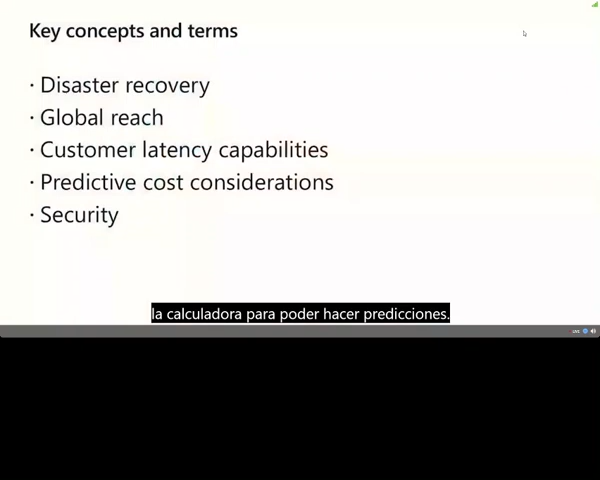 Key concepts and terms
· Disaster recovery
· Global reach
· Customer latency capabilities
· Predictive cost considerations
· Security
la calculadora para poder hacer predicciones.